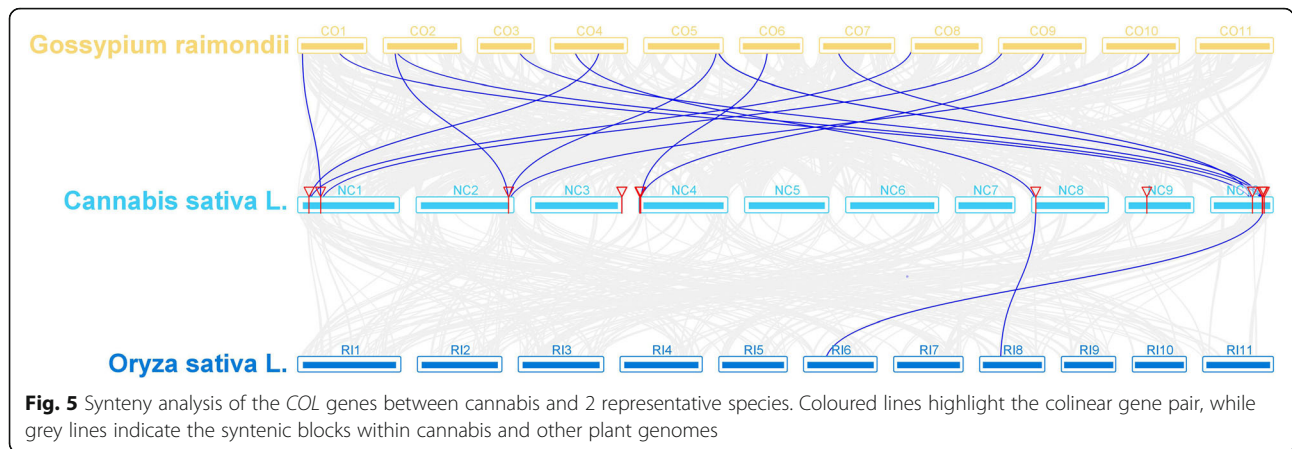 CO1 CO2 CO3 CO4 CO5 CO6 CO7 CO8 CO9 CO10 CO11
Gossypium raimondii
NC1 NC2 NC3 NC4 NC5 NC6 NC7 NC8 NC9
Cannabis sativa L.
RI1 RI2 RI3 RI4 RI5 RI6 RI7 RI8 RI9 RI10 RI11
Oryza sativa L.
Fig. 5 Synteny analysis of the COL genes between cannabis and 2 representative species. Coloured lines highlight the colinear gene pair, while
grey lines indicate the syntenic blocks within cannabis and other plant genomes